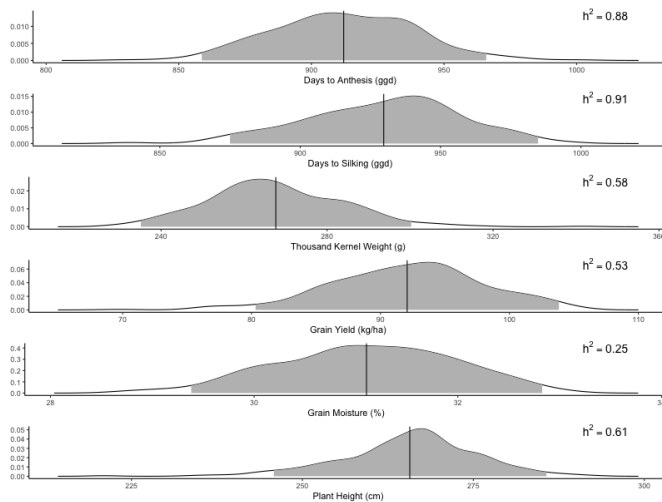 h² = 0.88
0.010
0.005
0.000
800 850 900 950 1000
Days to Anthesis (ggd)
h² = 0.91
0.015
0.010
0.005
0.000
850 900 950 1000
Days to Silking (ggd)
h² = 0.58
0.02
0.01
0.00
240 280 320 360
Thousand Kernel Weight (g)
h² = 0.53
0.06
0.04
0.02
0.00
70 80 90 100 110
Grain Yield (kg/ha)
h² = 0.25
0.4
0.3
0.2
0.1
0.0
28 30 32
Grain Moisture (%)
h² = 0.61
0.05
0.04
0.03
0.02
0.01
0.00
225 250 275 300
Plant Height (cm)